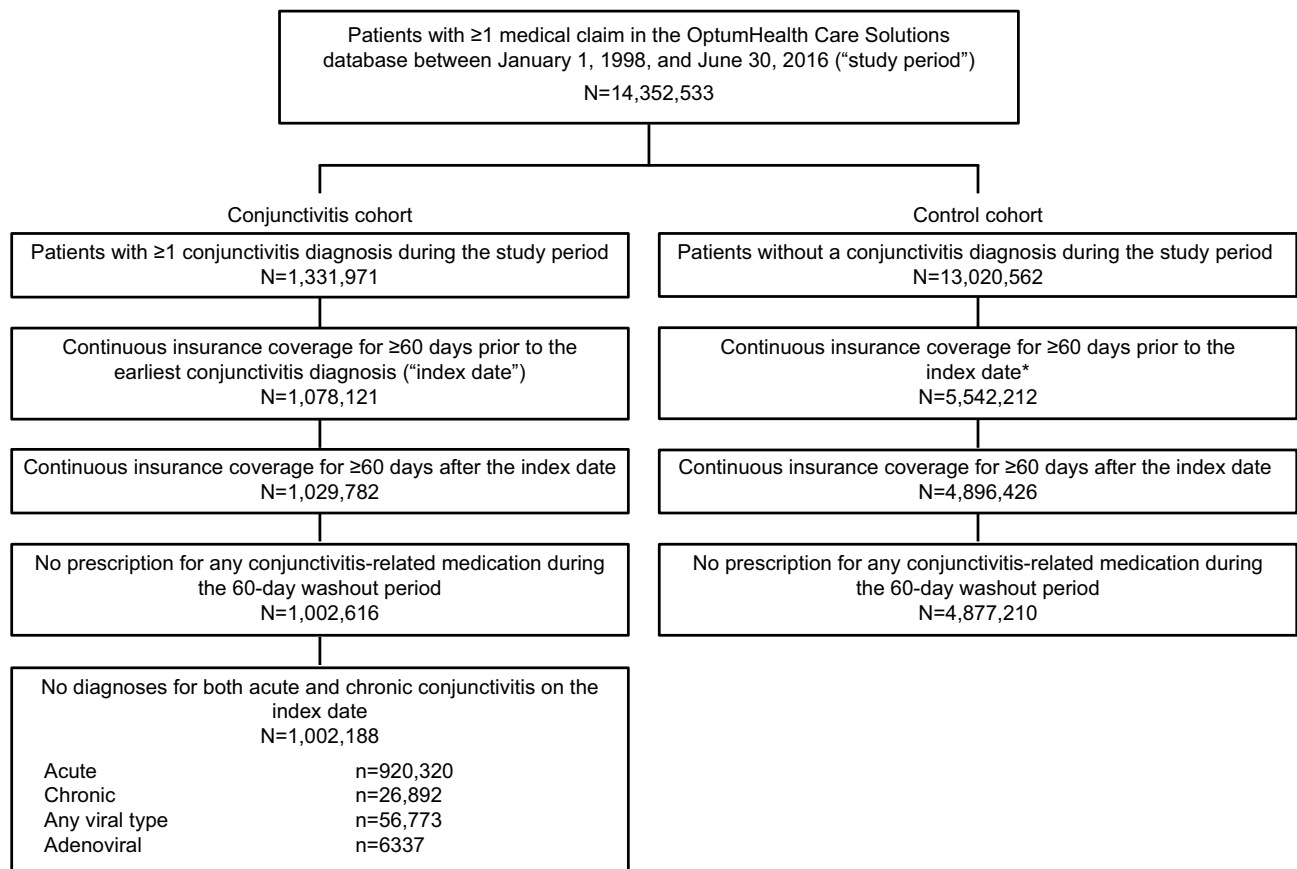 Patients with ≥1 medical claim in the OptumHealth Care Solutions
database between January 1, 1998, and June 30, 2016 (“study period”)
N=14,352,533
Conjunctivitis cohort
Patients with ≥1 conjunctivitis diagnosis during the study period
N=1,331,971
Continuous insurance coverage for ≥60 days prior to the
earliest conjunctivitis diagnosis (“index date”)
N=1,078,121
Continuous insurance coverage for ≥60 days after the index date
N=1,029,782
No prescription for any conjunctivitis-related medication during
the 60-day washout period
N=1,002,616
No diagnoses for both acute and chronic conjunctivitis on the
index date
N=1,002,188
Acute n=920,320
Chronic n=26,892
Any viral type n=56,773
Adenoviral n=6337
Control cohort
Patients without a conjunctivitis diagnosis during the study period
N=13,020,562
Continuous insurance coverage for ≥60 days prior to the
index date*
N=5,542,212
Continuous insurance coverage for ≥60 days after the index date
N=4,896,426
No prescription for any conjunctivitis-related medication during
the 60-day washout period
N=4,877,210